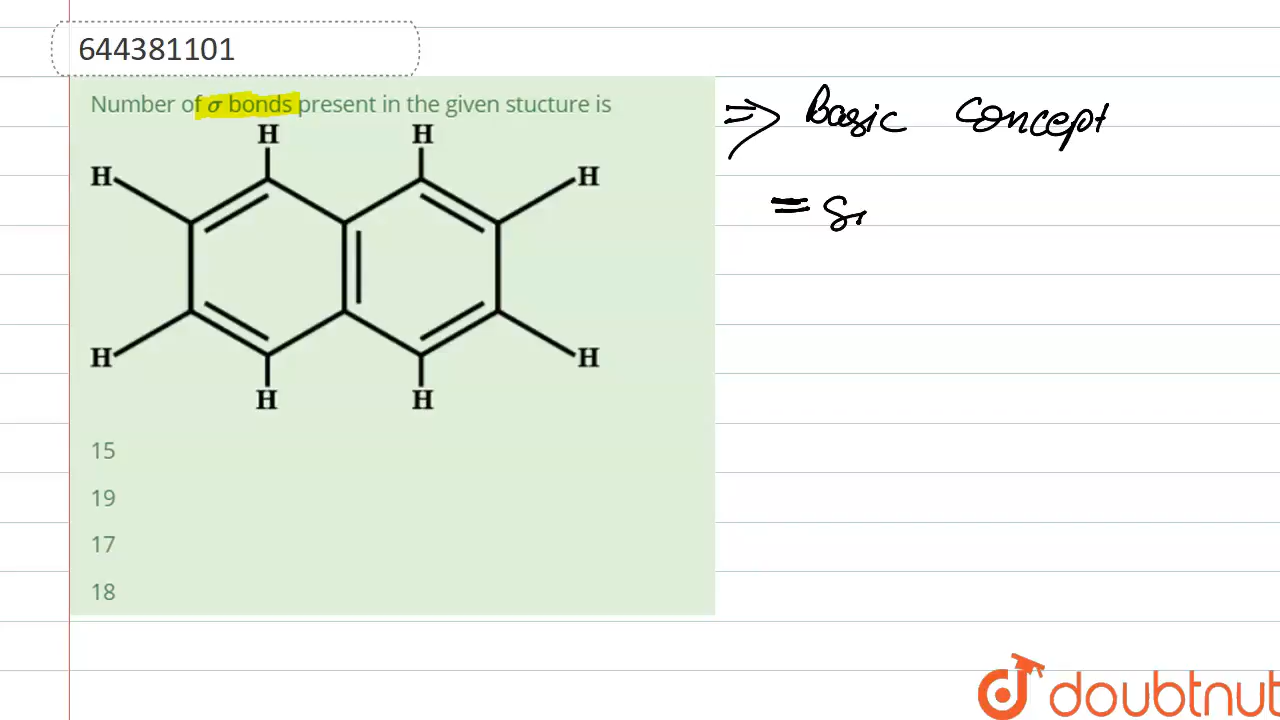 644381101
Number of σ bonds present in the given stucture is
H H
H H
H H
H H
15
19
17
18
⇒ Basic Concept
= S
doubtnut